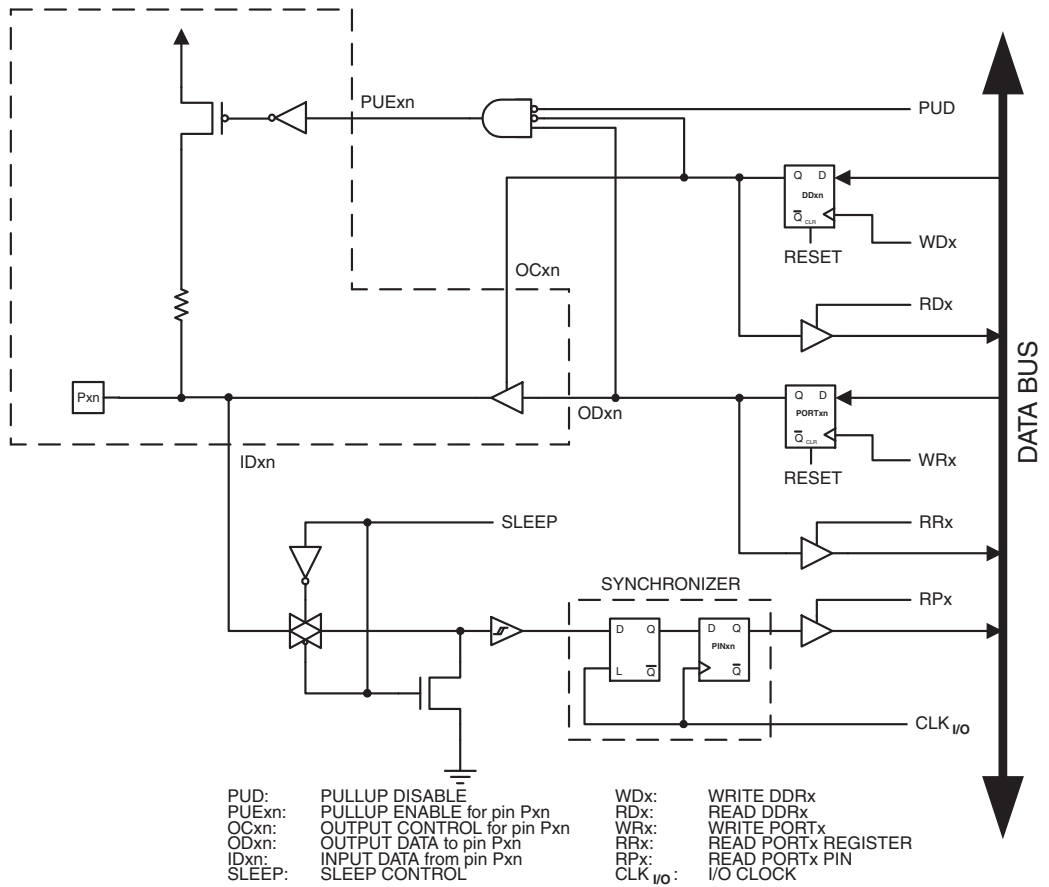 PUExn
PUD
Q D
DDxn
Q CLR
WDx
RESET
OCxn
RDx
Pxn
ODxn
Q D
PORTxn
Q CLR
WRx
RESET
IDxn
SLEEP
RRx
SYNCHRONIZER
RPx
D Q
L Q
D Q
PINxn
Q
CLK I/O
DATA BUS
PUD: PULLUP DISABLE
PUExn: PULLUP ENABLE for pin Pxn
OCxn: OUTPUT CONTROL for pin Pxn
ODxn: OUTPUT DATA to pin Pxn
IDxn: INPUT DATA from pin Pxn
SLEEP: SLEEP CONTROL
WDx: WRITE DDRx
RDx: READ DDRx
WRx: WRITE PORTx
RRx: READ PORTx REGISTER
RPx: READ PORTx PIN
CLK I/O : I/O CLOCK